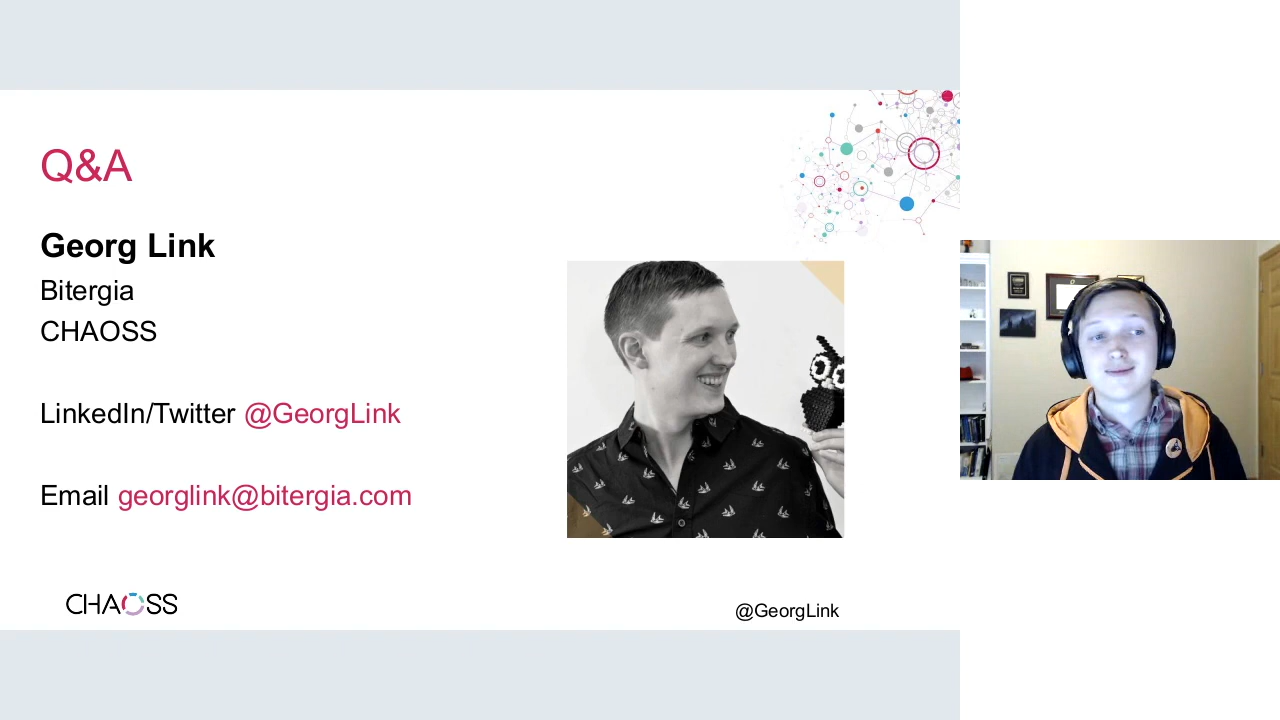 Q&A
Georg Link
Bitergia
CHAOSS
LinkedIn/Twitter @GeorgLink
Email georglink@bitergia.com
CHAOSS
@GeorgLink